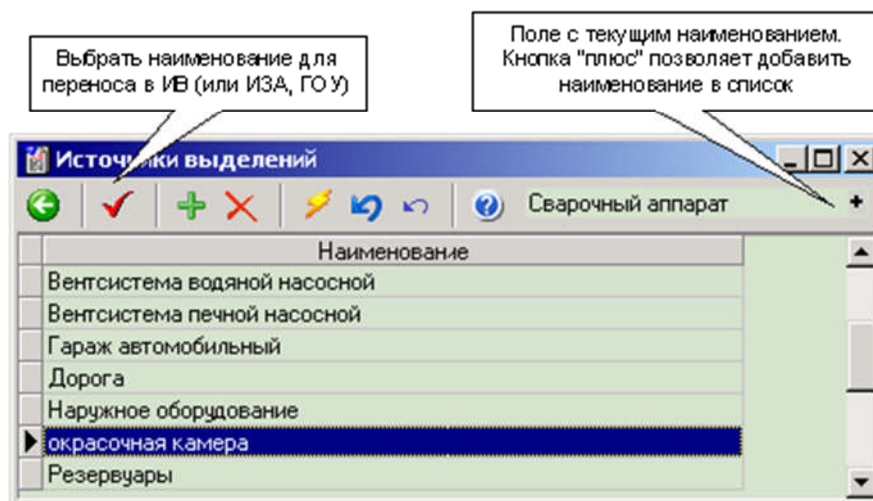 Выбрать наименование для
переноса в ИВ (или ИЗА, ГОУ)
Поле с текущим наименованием.
Кнопка "плюс" позволяет добавить
наименование в список
Источники выделений
Сварочный аппарат
Наименование
Вентсистема водяной насосной
Вентсистема печной насосной
Гараж автомобильный
Дорога
Наружное оборудование
окрасочная камера
Резервуары